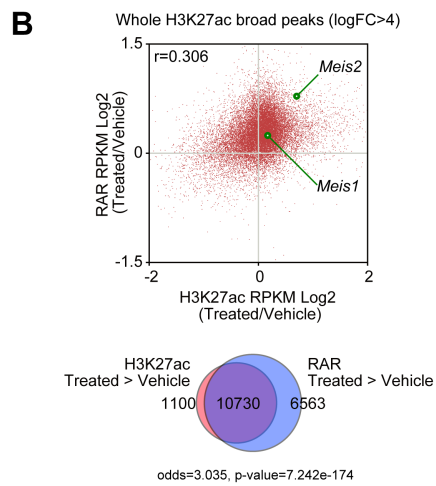 B
Whole H3K27ac broad peaks (logFC>4)
1.5
r=0.306
Meis2
RAR RPKM Log2
(Treated/Vehicle)
0
Meis1
-1.5
-2
0
2
H3K27ac RPKM Log2
(Treated/Vehicle)
H3K27ac
Treated > Vehicle
RAR
Treated > Vehicle
1100
10730
6563
odds=3.035, p-value=7.242e-174